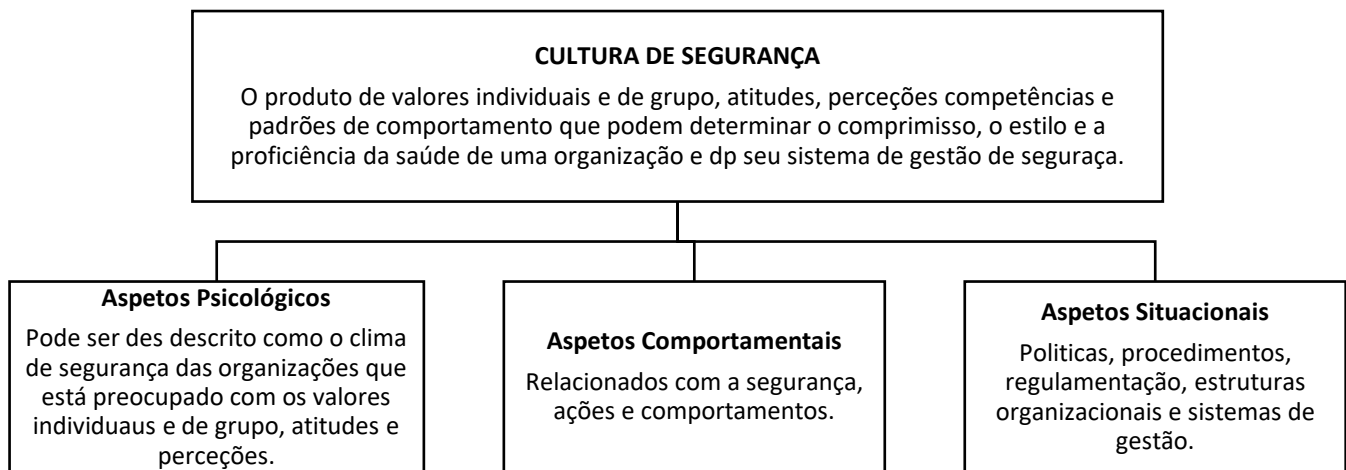 CULTURA DE SEGURANÇA
O produto de valores individuais e de grupo, atitudes, perceções competências e
padrões de comportamento que podem determinar o comprimisso, o estilo e a
proficiência da saúde de uma organização e dp seu sistema de gestão de seguraça.
Aspetos Psicológicos
Pode ser des descrito como o clima
de segurança das organizações que
está preocupado com os valores
individuaus e de grupo, atitudes e
perceções.
Aspetos Comportamentais
Relacionados com a segurança,
ações e comportamentos.
Aspetos Situacionais
Politicas, procedimentos,
regulamentação, estruturas
organizacionais e sistemas de
gestão.